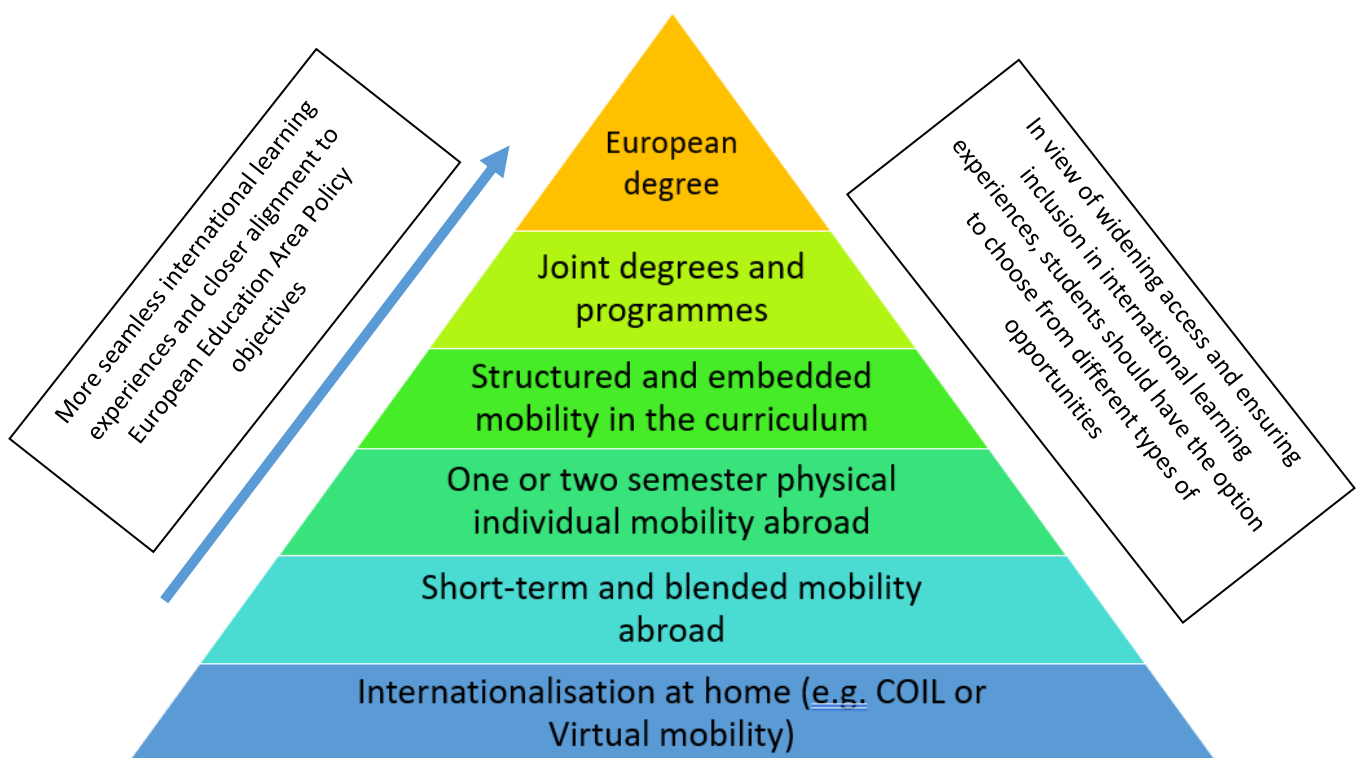 More seamless international learning
experiences and closer alignment to
European Education Area Policy
objectives
European
degree
Joint degrees and
programmes
Structured and embedded
mobility in the curriculum
One or two semester physical
individual mobility abroad
Short-term and blended mobility
abroad
Internationalisation at home (e.g. COIL or
Virtual mobility)
In view of widening access and ensuring
inclusion in international learning
experiences, students should have the option
to choose from different types of
opportunities